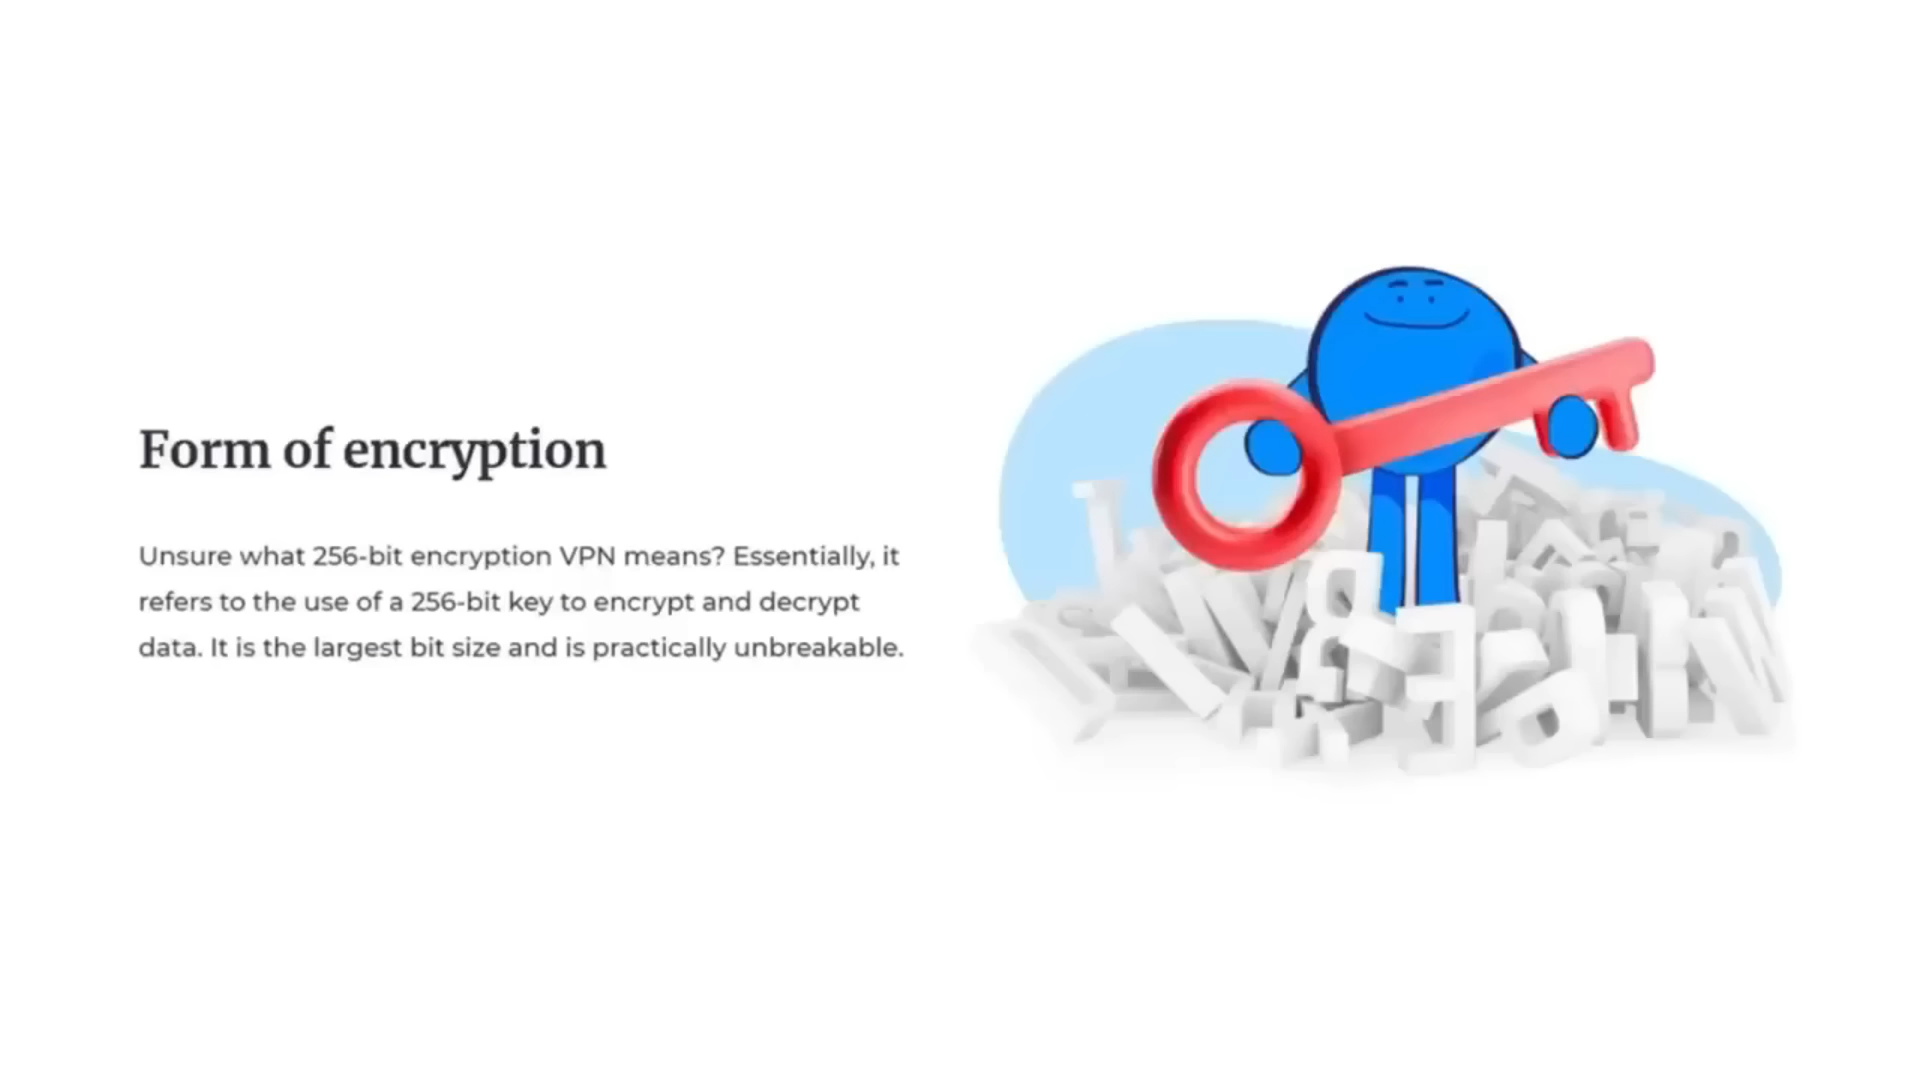 Form of encryption
Unsure what 256-bit encryption VPN means? Essentially, it
refers to the use of a 256-bit key to encrypt and decrypt
data. It is the largest bit size and is practically unbreakable.